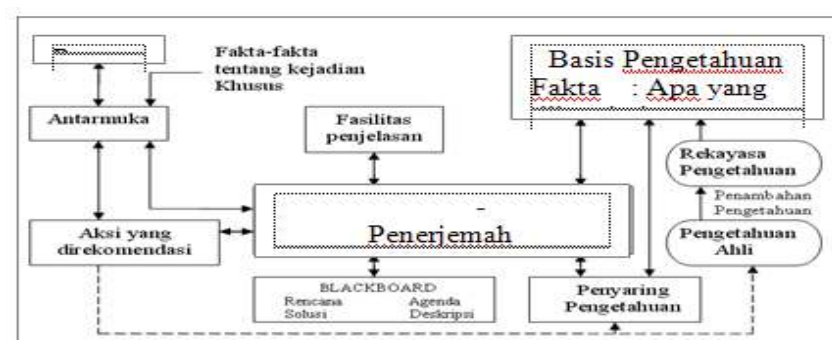 Fakta-fakta
tentang kejadian
Khusus
Basis Pengetahuan
Fakta : Apa yang
Antarmuka
Fasilitas
penjelasan
Rekayasa
Pengetahuan
Penambahan
Pengetahuan
Aksi yang
direkomendasi
-
Penerjemah
Pengetahuan
Ahli
BLACKBOARD
Rencana Agenda
Solusi Deskripsi
Penyaring
Pengetahuan